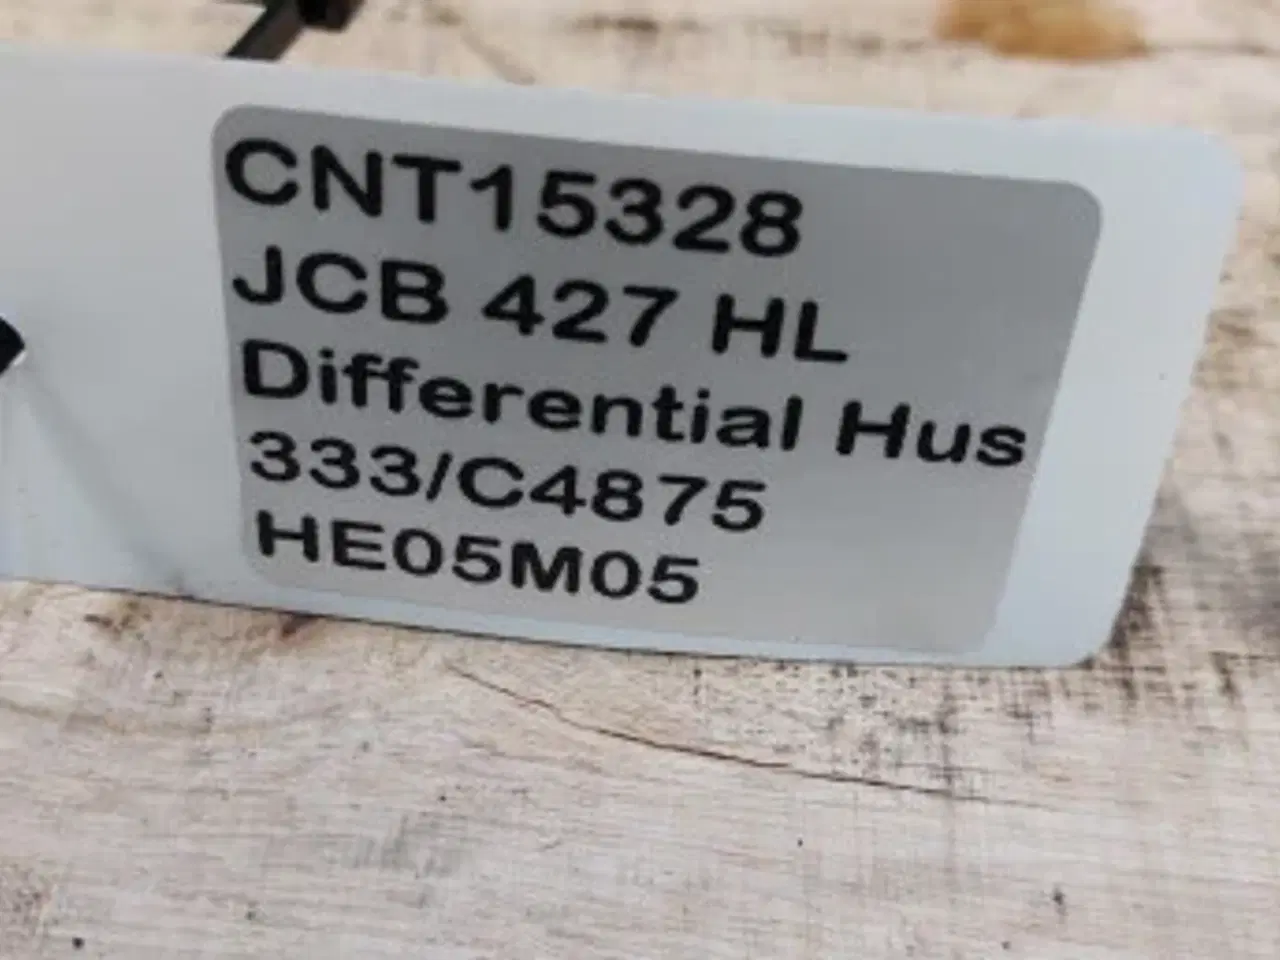 CNT15328
JCB 427 HL
Differential Hus
333/C4875
HE05M05